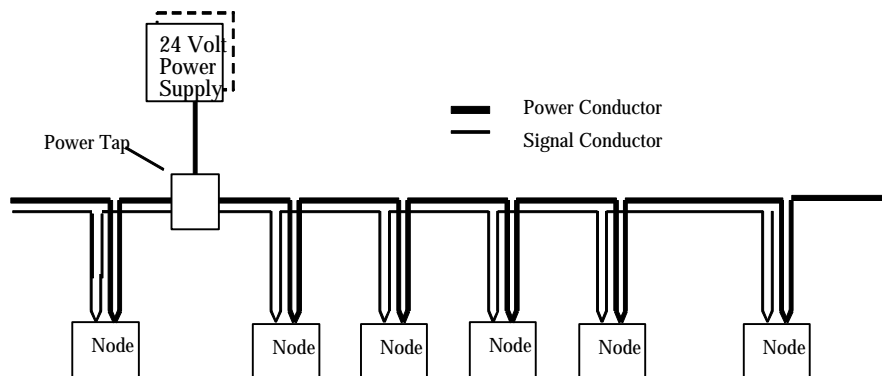 24 Volt
Power
Supply
Power Conductor
Signal Conductor
Power Tap
Node
Node
Node
Node
Node
Node